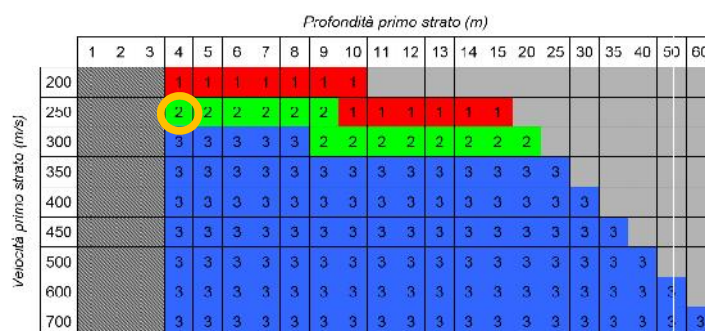 Profondità primo strato (m)
1 2 3 4 5 6 7 8 9 10 11 12 13 14 15 20 25 30 35 40 50 60
Velocità primo strato (m/s)
200 1 1 1 1 1 1 1
250 2 2 2 2 2 2 1 1 1 1 1 1
300 3 3 3 3 3 2 2 2 2 2 2 2 2
350 3 3 3 3 3 3 3 3 3 3 3 3 3 3
400 3 3 3 3 3 3 3 3 3 3 3 3 3 3 3
450 3 3 3 3 3 3 3 3 3 3 3 3 3 3 3 3
500 3 3 3 3 3 3 3 3 3 3 3 3 3 3 3 3 3
600 3 3 3 3 3 3 3 3 3 3 3 3 3 3 3 3 3 3
700 3 3 3 3 3 3 3 3 3 3 3 3 3 3 3 3 3 3 3